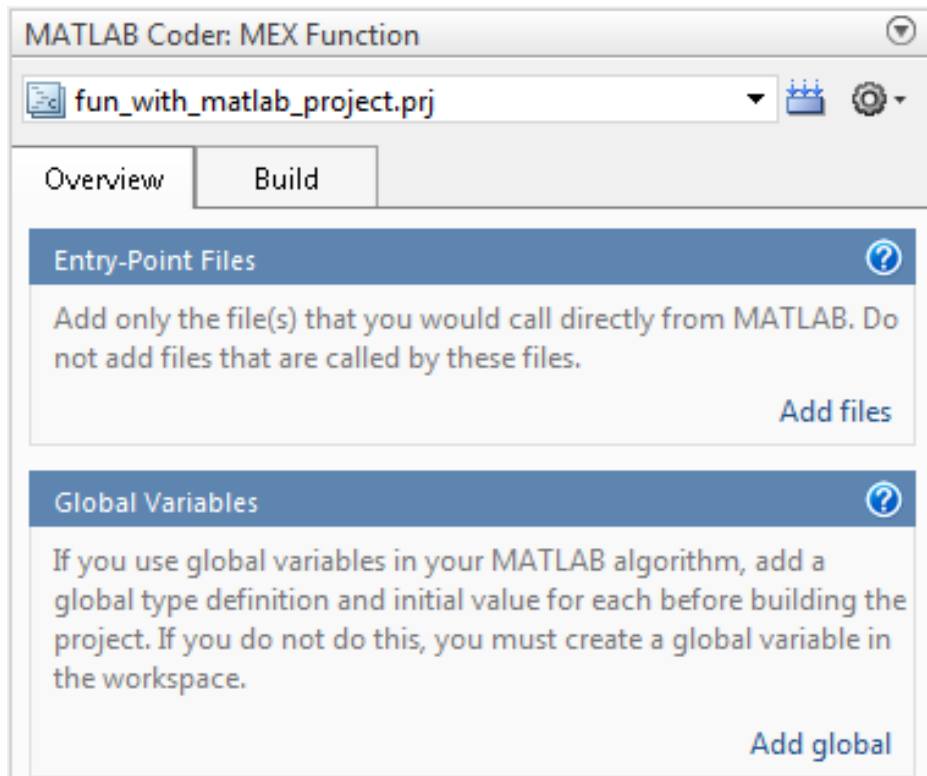 MATLAB Coder: MEX Function
fun_with_matlab_project.prj
Overview Build
Entry-Point Files
Add only the file(s) that you would call directly from MATLAB. Do
not add files that are called by these files.
Add files
Global Variables
If you use global variables in your MATLAB algorithm, add a
global type definition and initial value for each before building the
project. If you do not do this, you must create a global variable in
the workspace.
Add global